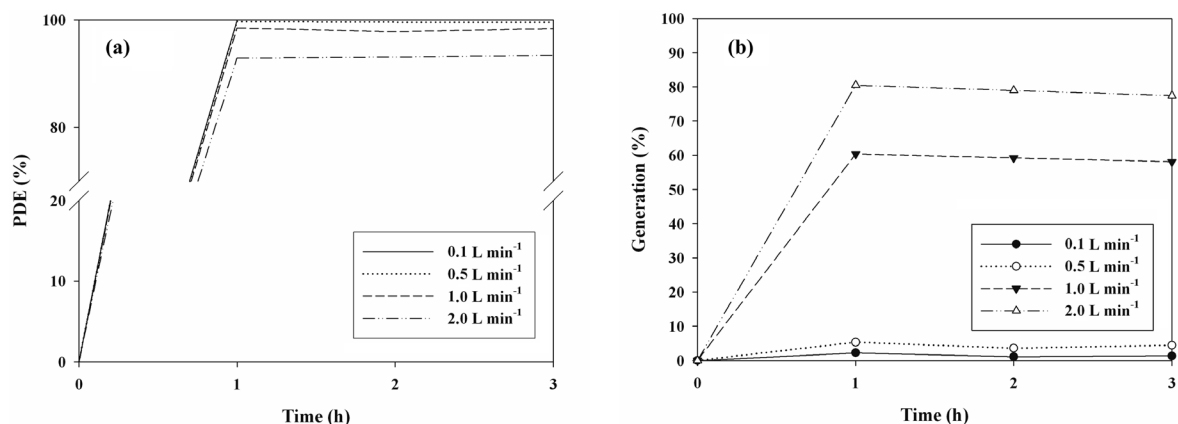 (a)
PDE (%)
100
80
20
0
0 1 2 3
Time (h)
0.1 L min⁻¹
0.5 L min⁻¹
1.0 L min⁻¹
2.0 L min⁻¹
(b)
Generation (%)
100
90
80
70
60
50
40
30
20
10
0
0 1 2 3
Time (h)
0.1 L min⁻¹
0.5 L min⁻¹
1.0 L min⁻¹
2.0 L min⁻¹